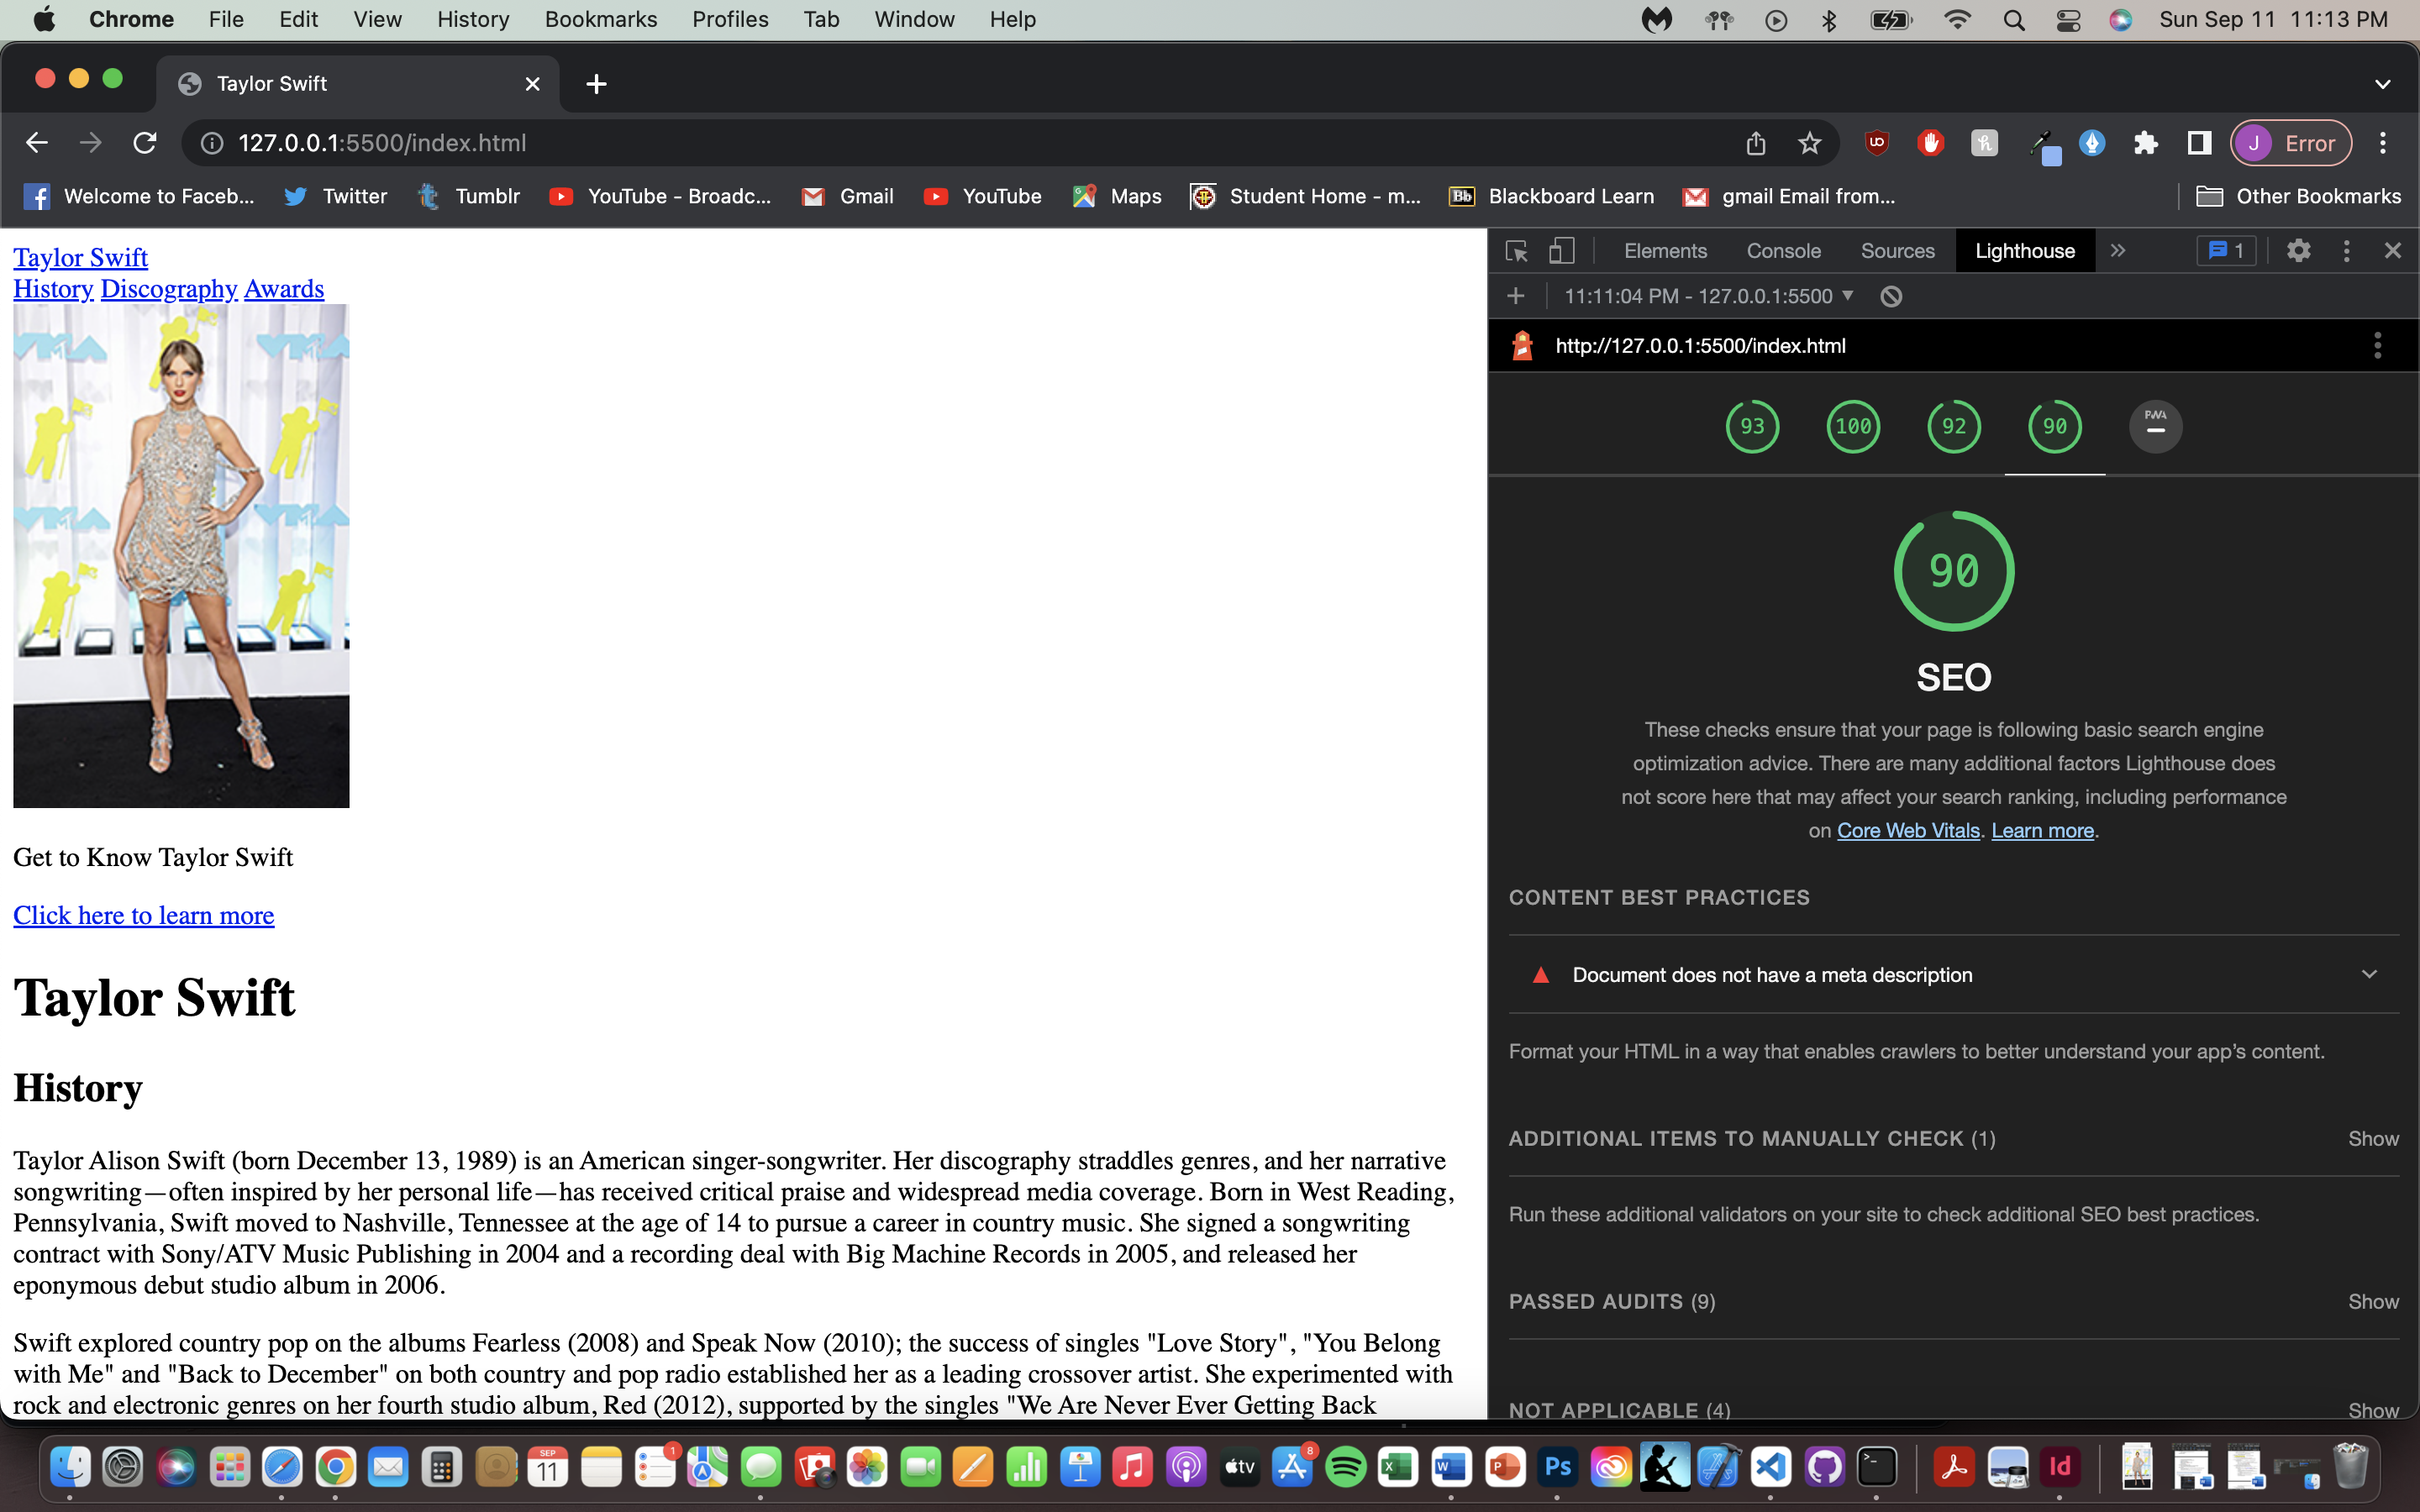 Chrome File Edit View History Bookmarks Profiles Tab Window Help
Sun Sep 11 11:13 PM
Taylor Swift
127.0.0.1:5500/index.html
J Error
Welcome to Faceb... Twitter Tumblr YouTube - Broadc... Gmail YouTube Maps Student Home - m... Bb Blackboard Learn gmail Email from... Other Bookmarks
Taylor Swift
History Discography Awards
Get to Know Taylor Swift
Click here to learn more
Taylor Swift
History
Taylor Alison Swift (born December 13, 1989) is an American singer-songwriter. Her discography straddles genres, and her narrative
songwriting—often inspired by her personal life—has received critical praise and widespread media coverage. Born in West Reading,
Pennsylvania, Swift moved to Nashville, Tennessee at the age of 14 to pursue a career in country music. She signed a songwriting
contract with Sony/ATV Music Publishing in 2004 and a recording deal with Big Machine Records in 2005, and released her
eponymous debut studio album in 2006.
Swift explored country pop on the albums Fearless (2008) and Speak Now (2010); the success of singles "Love Story", "You Belong
with Me" and "Back to December" on both country and pop radio established her as a leading crossover artist. She experimented with
rock and electronic genres on her fourth studio album, Red (2012), supported by the singles "We Are Never Ever Getting Back
Elements Console Sources Lighthouse 1
11:11:04 PM - 127.0.0.1:5500
http://127.0.0.1:5500/index.html
93 100 92 90 PWA
90
SEO
These checks ensure that your page is following basic search engine
optimization advice. There are many additional factors Lighthouse does
not score here that may affect your search ranking, including performance
on Core Web Vitals. Learn more.
CONTENT BEST PRACTICES
Document does not have a meta description
Format your HTML in a way that enables crawlers to better understand your app's content.
ADDITIONAL ITEMS TO MANUALLY CHECK (1) Show
Run these additional validators on your site to check additional SEO best practices.
PASSED AUDITS (9) Show
NOT APPLICABLE (4) Show
SEP
11
1
8
tv
Ps
Id